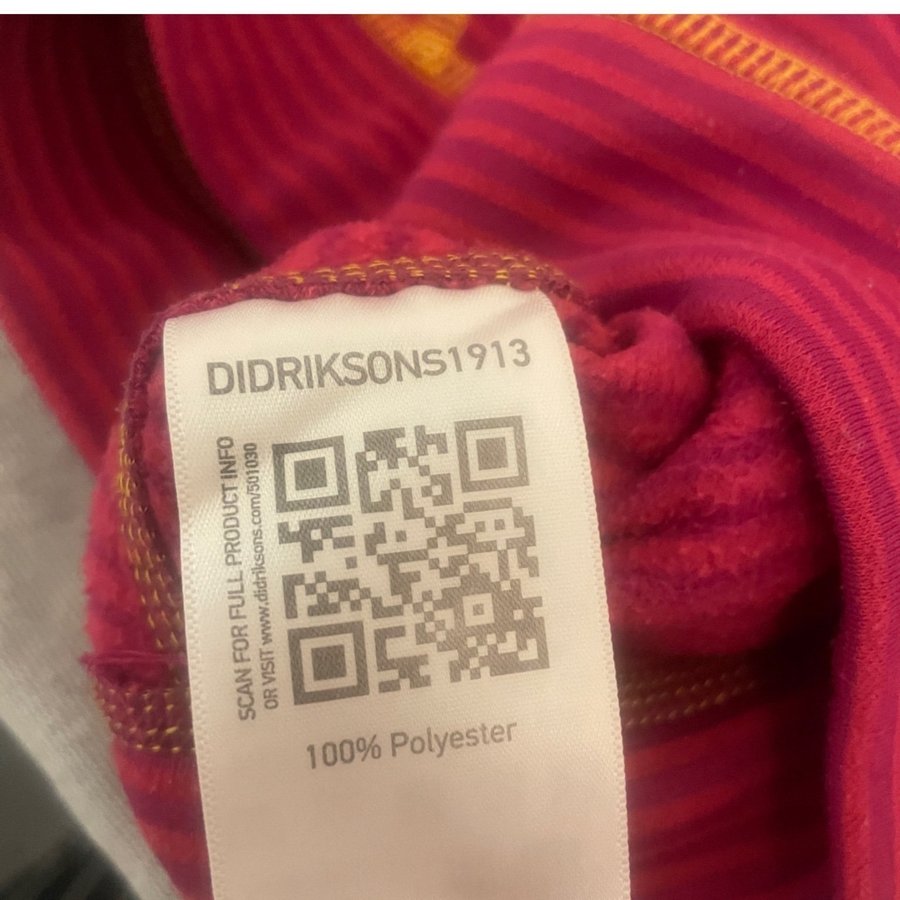 DIDRIKSONS1913
SCAN FOR FULL PRODUCT INFO
OR VISIT www.didriksons.com/501030
100% Polyester